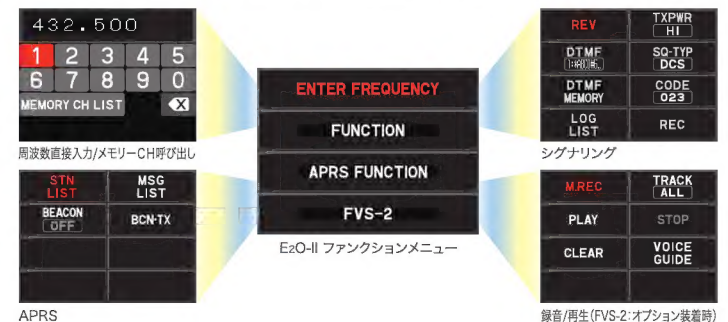 432.500
1 2 3 4 5
6 7 8 9 0
MEMORY CH LIST
周波数直接入力/メモリーCH呼び出し
STN LIST
MSG LIST
BEACON OFF
BCN-TX
APRS
ENTER FREQUENCY
FUNCTION
APRS FUNCTION
FVS-2
E2O-II ファンクションメニュー
REV
TXPWR HI
DTMF
SQ-TYP DCS
DTMF MEMORY
CODE 023
LOG LIST
REC
シグナリング
M.REC
TRACK ALL
PLAY
STOP
CLEAR
VOICE GUIDE
録音/再生(FVS-2:オプション装着時)